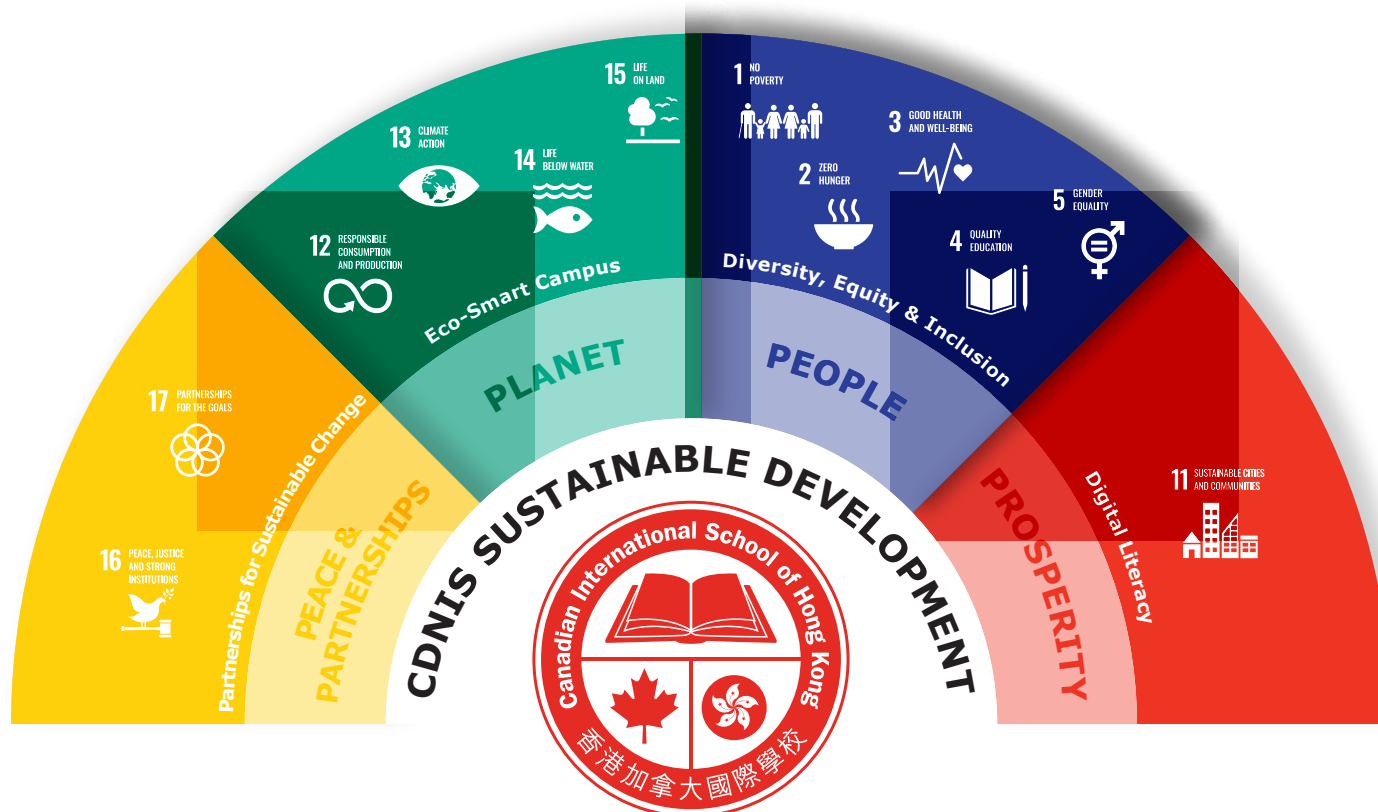 15 LIFE
ON LAND
13 CLIMATE
ACTION
14 LIFE
BELOW WATER
12 RESPONSIBLE
CONSUMPTION
AND PRODUCTION
Eco-Smart Campus
PLANET
1 NO
POVERTY
3 GOOD HEALTH
AND WELL-BEING
2 ZERO
HUNGER
5 GENDER
EQUALITY
4 QUALITY
EDUCATION
Diversity, Equity & Inclusion
PEOPLE
17 PARTNERSHIPS
FOR THE GOALS
16 PEACE, JUSTICE
AND STRONG
INSTITUTIONS
Partnerships for Sustainable Change
PEACE &
PARTNERSHIPS
11 SUSTAINABLE CITIES
AND COMMUNITIES
Digital Literacy
PROSPERITY
CDNIS SUSTAINABLE DEVELOPMENT
Canadian International School of Hong Kong
香港加拿大國際學校